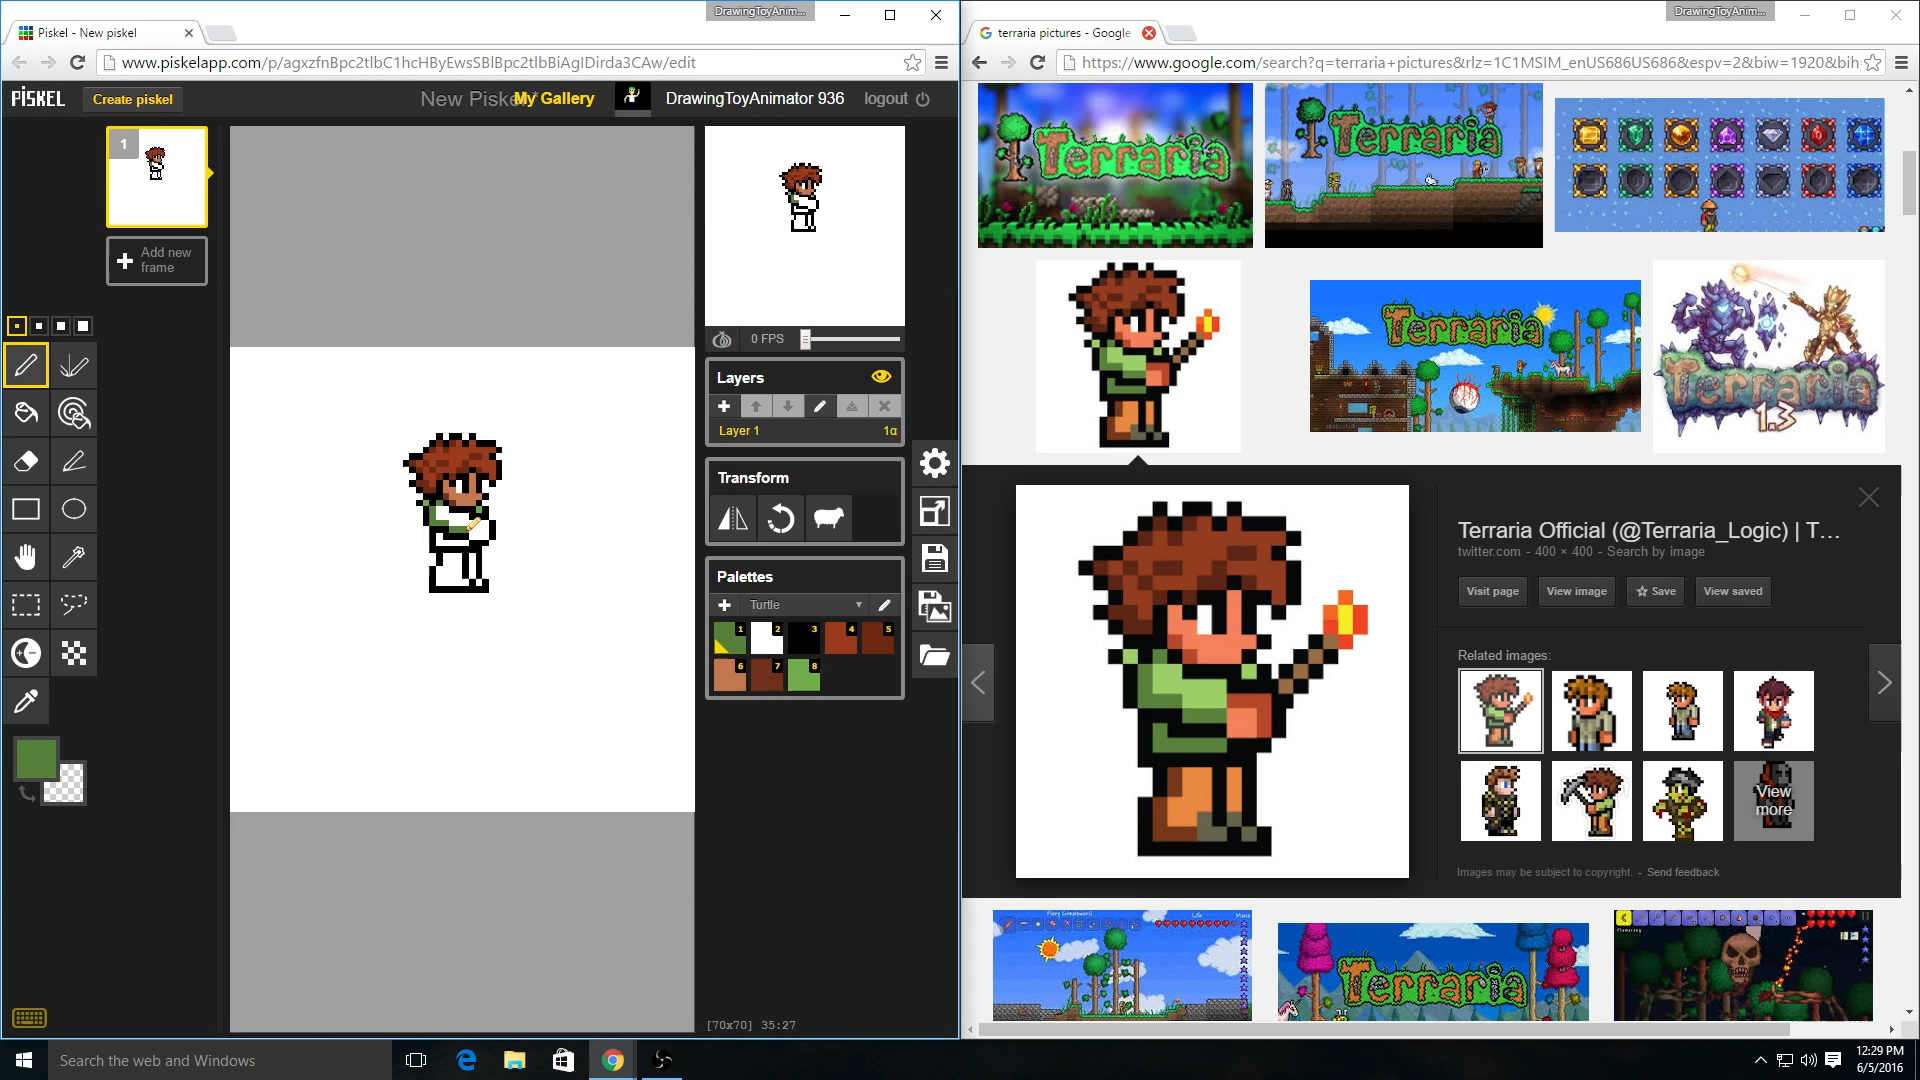 DrawingToyAnim...
Piskel - New piskel
www.piskelapp.com/p/agxzfnBpc2tlbC1hcHByEwsSBlBpc2tlbBiAgIDirda3CAw/edit
PISKEL
Create piskel
New Piskel
My Gallery
DrawingToyAnimator 936
logout
1
Add new
frame
0 FPS
Layers
Layer 1
1α
Transform
Palettes
Turtle
1
2
3
4
5
6
7
8
[70x70] 35:27
DrawingToyAnim...
terraria pictures - Google
https://www.google.com/search?q=terraria+pictures&rlz=1C1MSIM_enUS686US686&espv=2&biw=1920&bih
Terraria
Terraria
Terraria
Terraria
1.3
Terraria Official (@Terraria_Logic) | T...
twitter.com - 400 × 400 - Search by image
Visit page
View image
Save
View saved
Related images:
View
more
Images may be subject to copyright. - Send feedback
Fiery Greatsword
Life
Mana
Terraria
Search the web and Windows
12:29 PM
6/5/2016